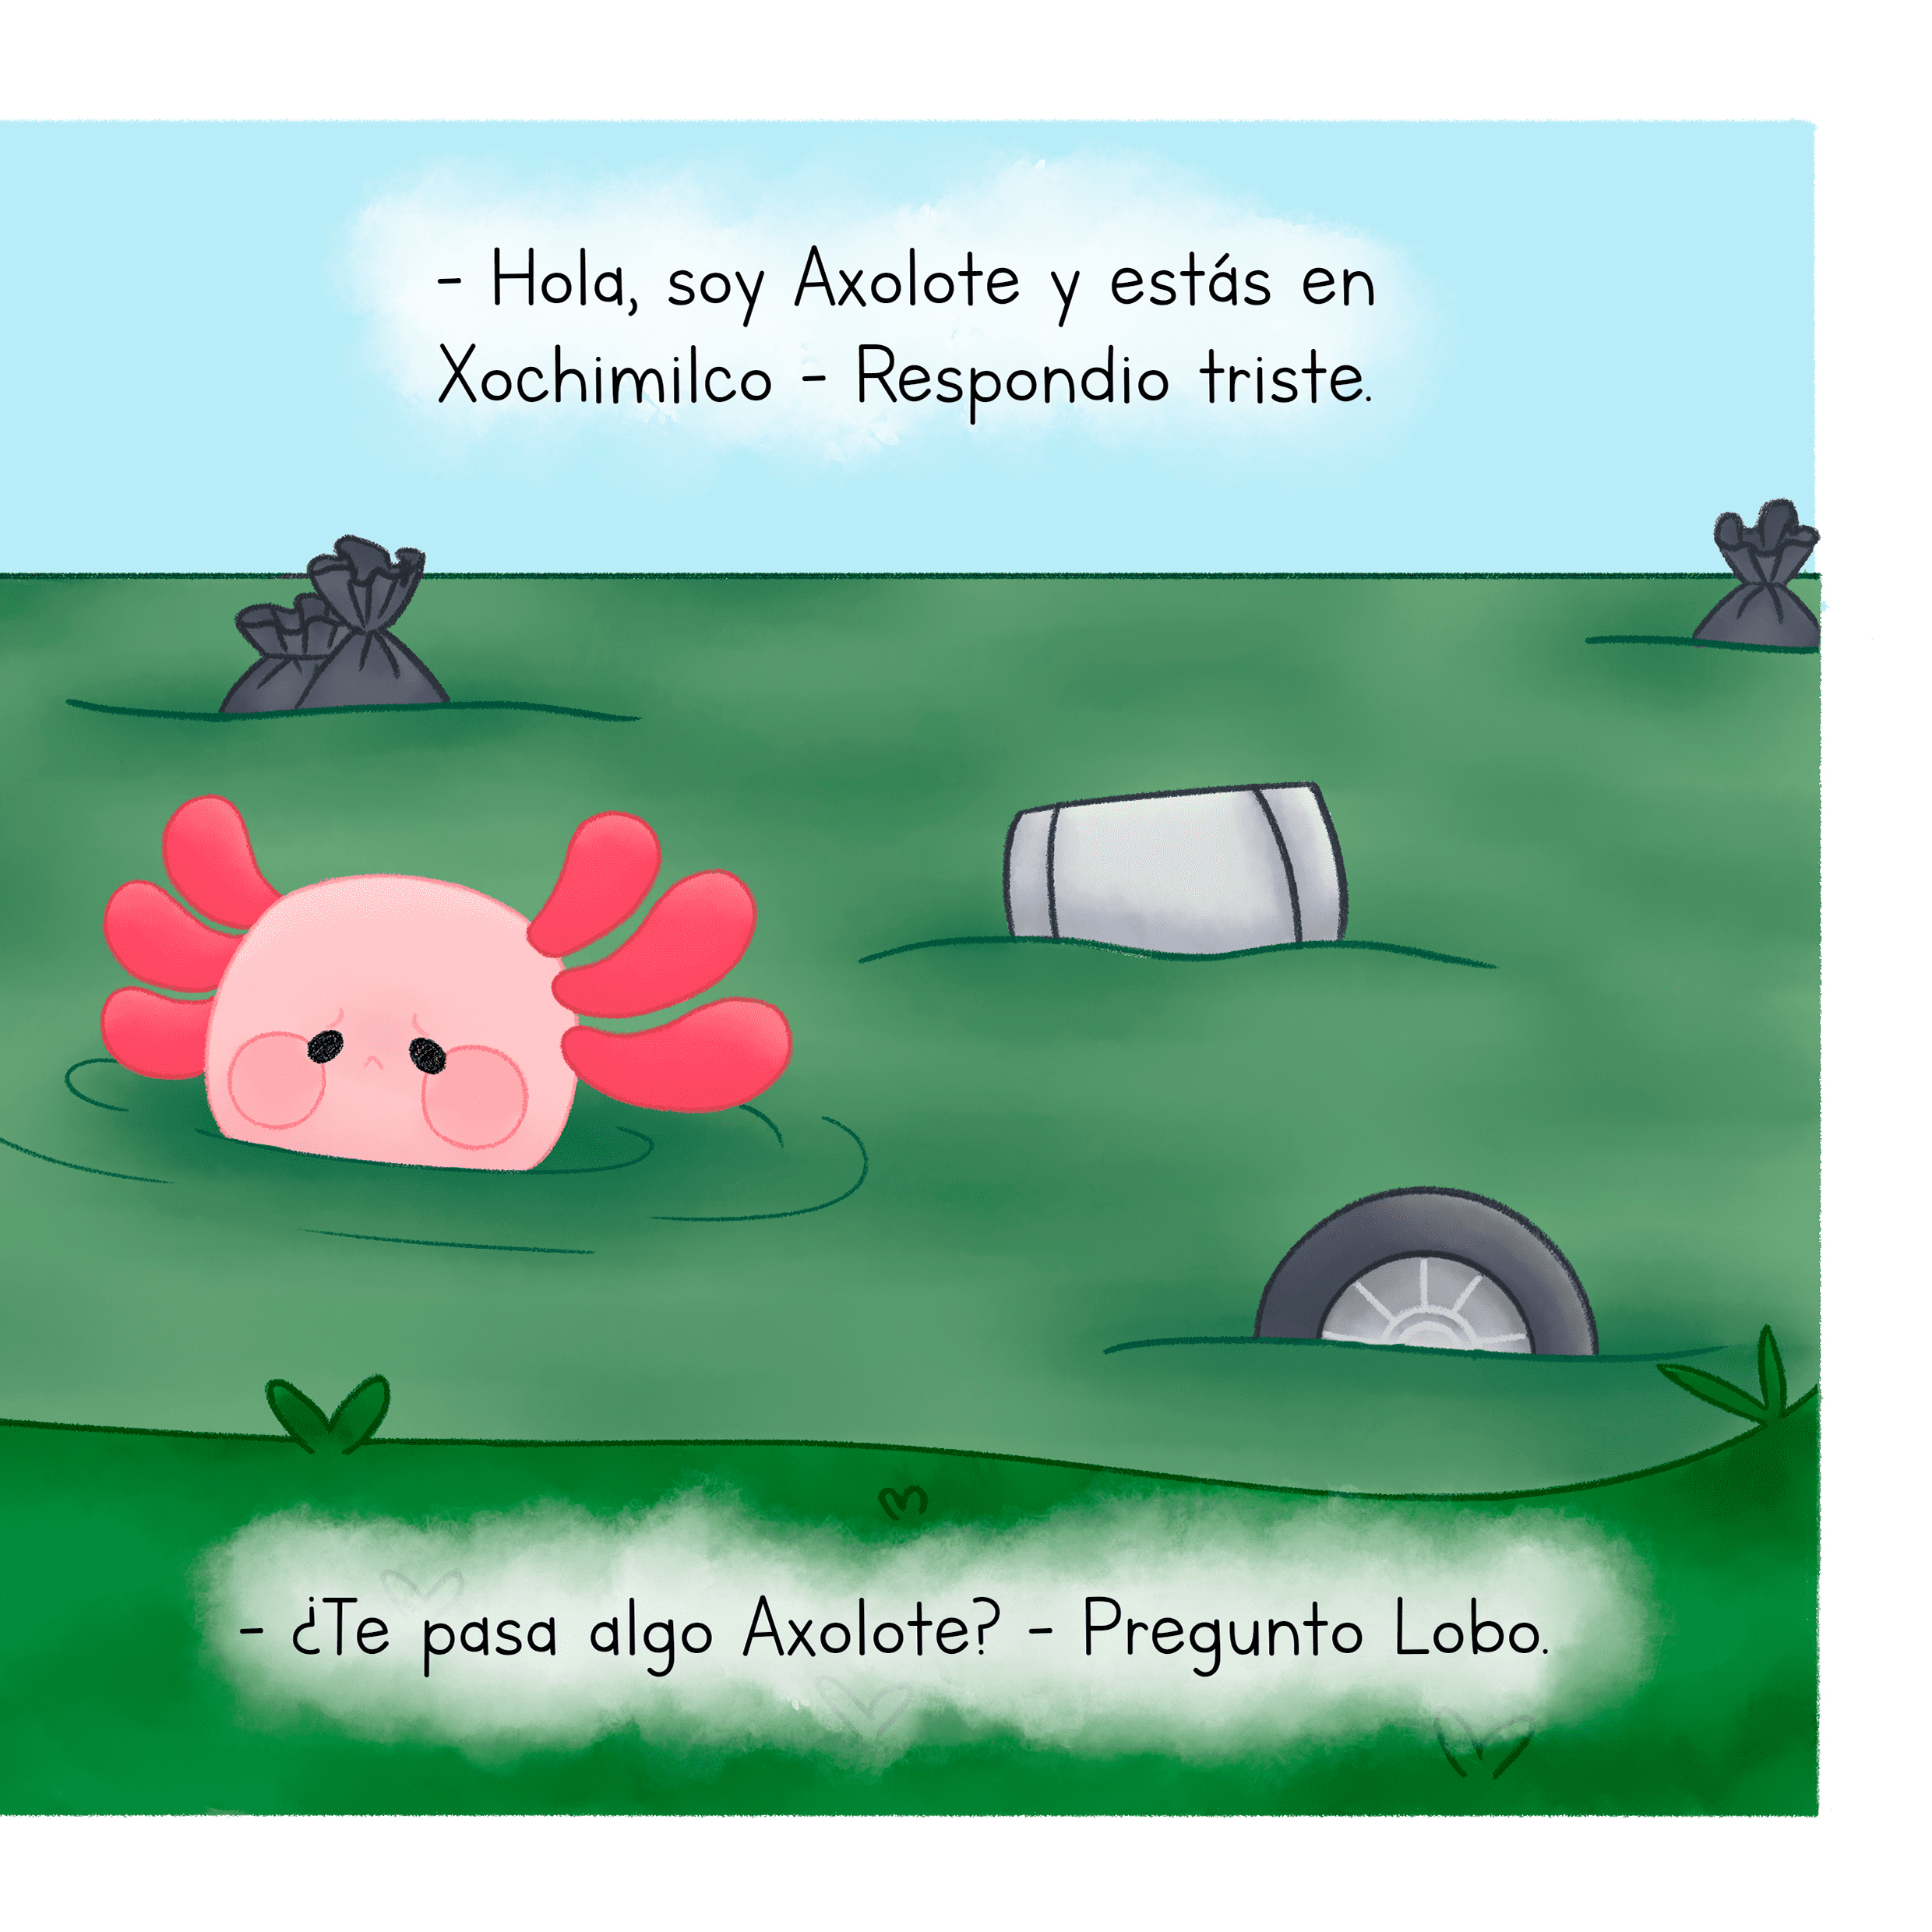 - Hola, soy Axolote y estás en
Xochimilco - Respondio triste.
- ¿Te pasa algo Axolote? - Pregunto Lobo.